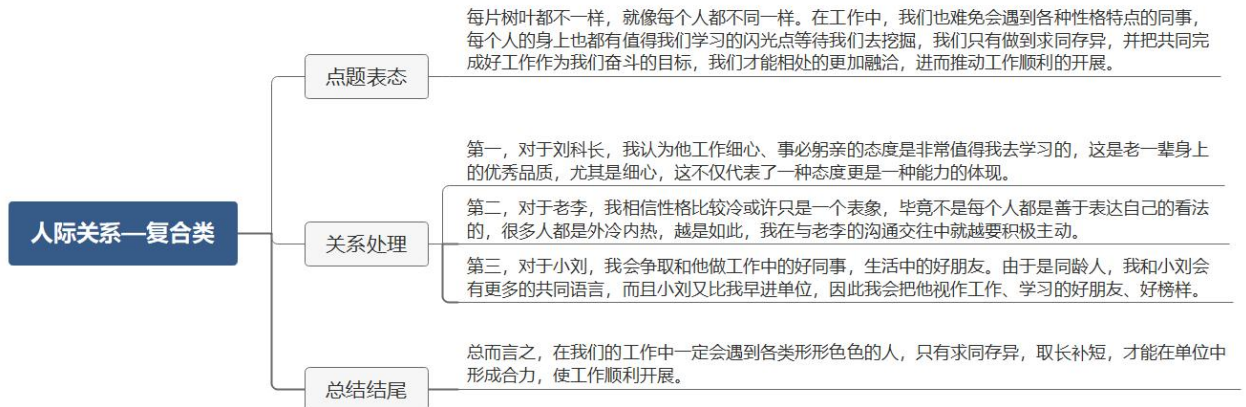 人际关系—复合类
点题表态
每片树叶都不一样，就像每个人都不同一样。在工作中，我们也难免会遇到各种性格特点的同事，
每个人的身上也都有值得我们学习的闪光点等待我们去挖掘，我们只有做到求同存异，并把共同完
成好工作作为我们奋斗的目标，我们才能相处的更加融洽，进而推动工作顺利的开展。
关系处理
第一，对于刘科长，我认为他工作细心、事必躬亲的态度是非常值得我去学习的，这是老一辈身上
的优秀品质，尤其是细心，这不仅代表了一种态度更是一种能力的体现。
第二，对于老李，我相信性格比较冷或许只是一个表象，毕竟不是每个人都是善于表达自己的看法
的，很多人都是外冷内热，越是如此，我在与老李的沟通交往中就越要积极主动。
第三，对于小刘，我会争取和他做工作中的好同事，生活中的好朋友。由于是同龄人，我和小刘会
有更多的共同语言，而且小刘又比我早进单位，因此我会把他视作工作、学习的好朋友、好榜样。
总结结尾
总而言之，在我们的工作中一定会遇到各类形形色色的人，只有求同存异，取长补短，才能在单位中
形成合力，使工作顺利开展。